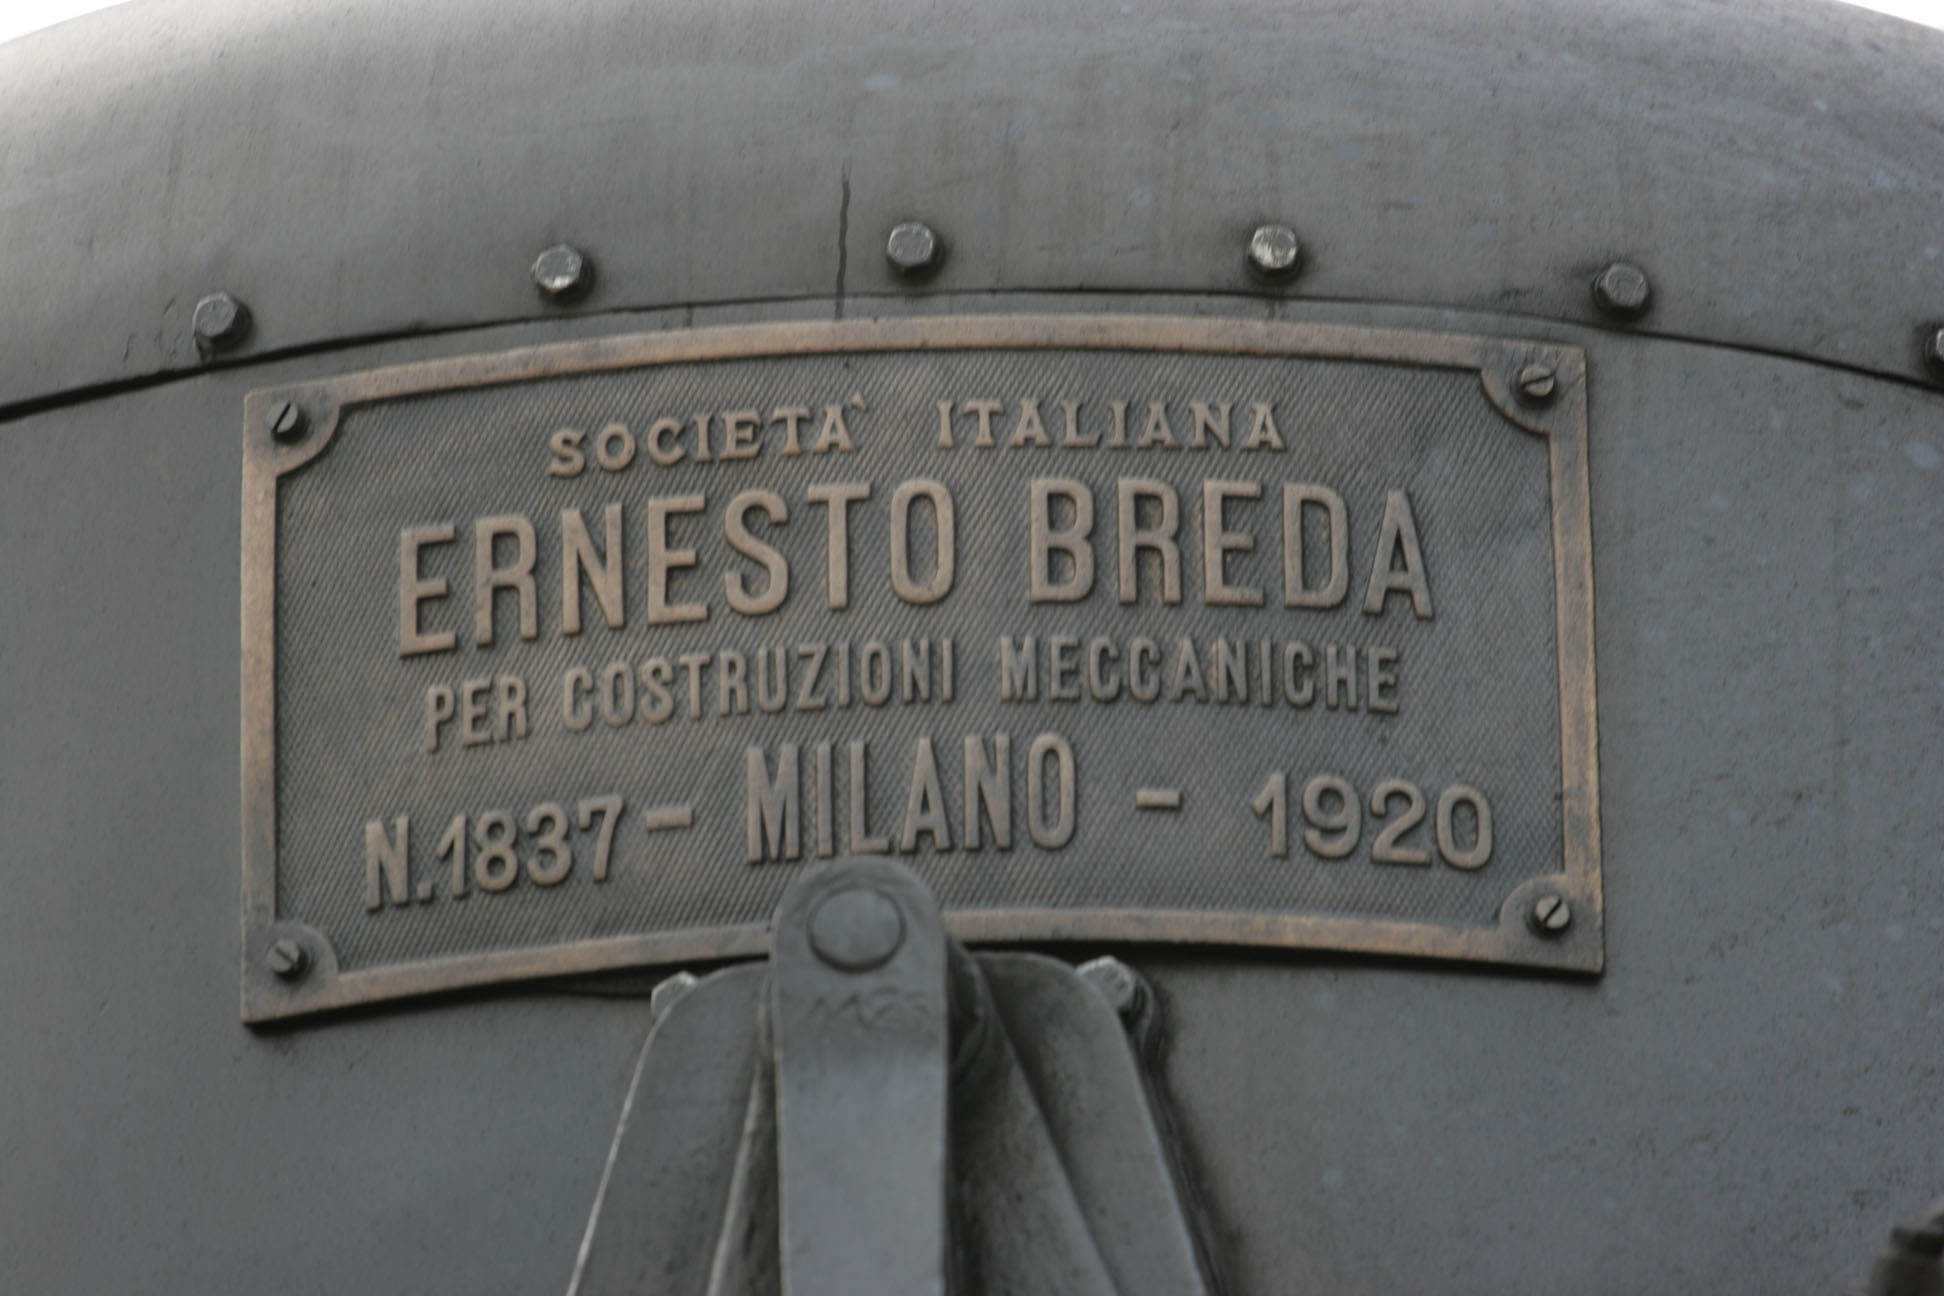 SOCIETA` ITALIANA
ERNESTO BREDA
PER COSTRUZIONI MECCANICHE
N.1837 - MILANO - 1920